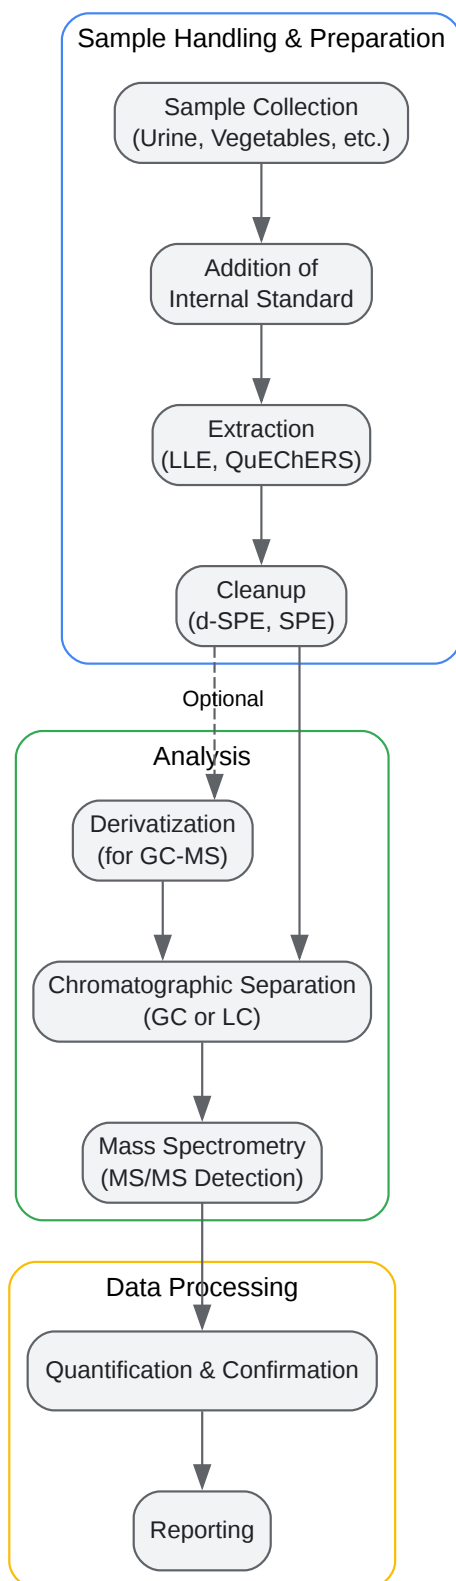 Sample Handling & Preparation
Sample Collection
(Urine, Vegetables, etc.)
Addition of
Internal Standard
Extraction
(LLE, QuEChERS)
Cleanup
(d-SPE, SPE)
Optional
Analysis
Derivatization
(for GC-MS)
Chromatographic Separation
(GC or LC)
Mass Spectrometry
(MS/MS Detection)
Data Processing
Quantification & Confirmation
Reporting